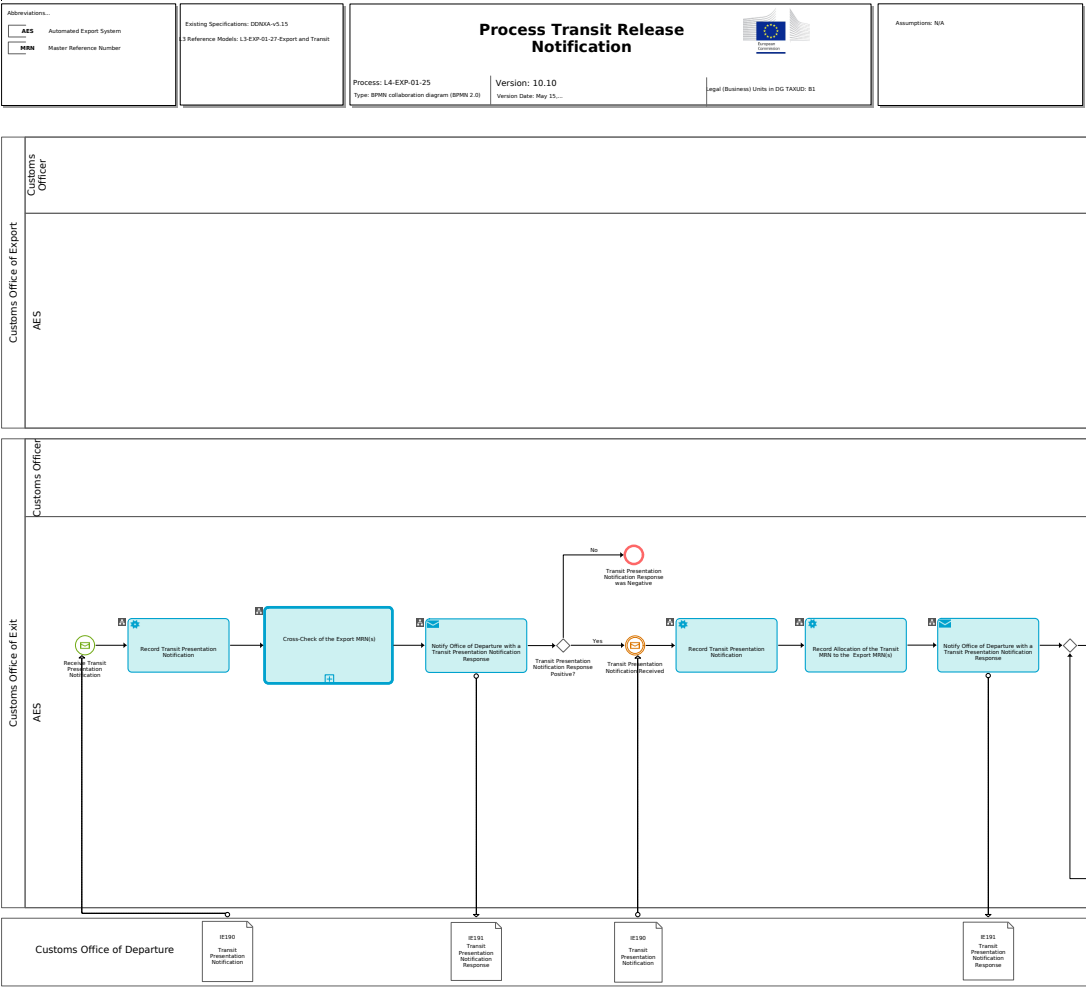 Abbreviations...
AES Automated Export System
MRN Master Reference Number
Existing Specifications: DDNXA-v5.15
L3 Reference Models: L3-EXP-01-27-Export and Transit
Process Transit Release
Notification
European
Commission
Process: L4-EXP-01-25
Type: BPMN collaboration diagram (BPMN 2.0)
Version: 10.10
Version Date: May 15,...
Legal (Business) Units in DG TAXUD: B1
Assumptions: N/A
Customs Office of Export
Customs
Officer
AES
Customs Office of Exit
Customs Officer
AES
Receive Transit
Presentation
Notification
Record Transit Presentation
Notification
Cross-Check of the Export MRN(s)
Notify Office of Departure with a
Transit Presentation Notification
Response
Transit Presentation
Notification Response
Positive?
No
Transit Presentation
Notification Response
was Negative
Yes
Transit Presentation
Notification Received
Record Transit Presentation
Notification
Record Allocation of the Transit
MRN to the Export MRN(s)
Notify Office of Departure with a
Transit Presentation Notification
Response
Customs Office of Departure
IE190
Transit
Presentation
Notification
IE191
Transit
Presentation
Notification
Response
IE190
Transit
Presentation
Notification
IE191
Transit
Presentation
Notification
Response